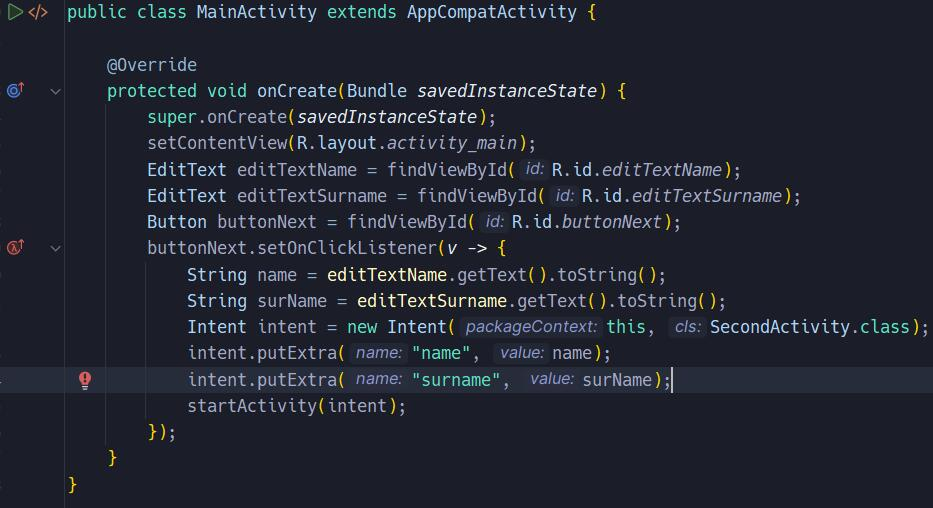 public class MainActivity extends AppCompatActivity {
@Override
protected void onCreate(Bundle savedInstanceState) {
super.onCreate(savedInstanceState);
setContentView(R.layout.activity_main);
EditText editTextName = findViewById( id: R.id.editTextName);
EditText editTextSurname = findViewById( id: R.id.editTextSurname);
Button buttonNext = findViewById( id: R.id.buttonNext);
buttonNext.setOnClickListener(v -> {
String name = editTextName.getText().toString();
String surName = editTextSurname.getText().toString();
Intent intent = new Intent( packageContext: this, cls: SecondActivity.class);
intent.putExtra( name: "name", value: name);
intent.putExtra( name: "surname", value: surName);
startActivity(intent);
});
}
}